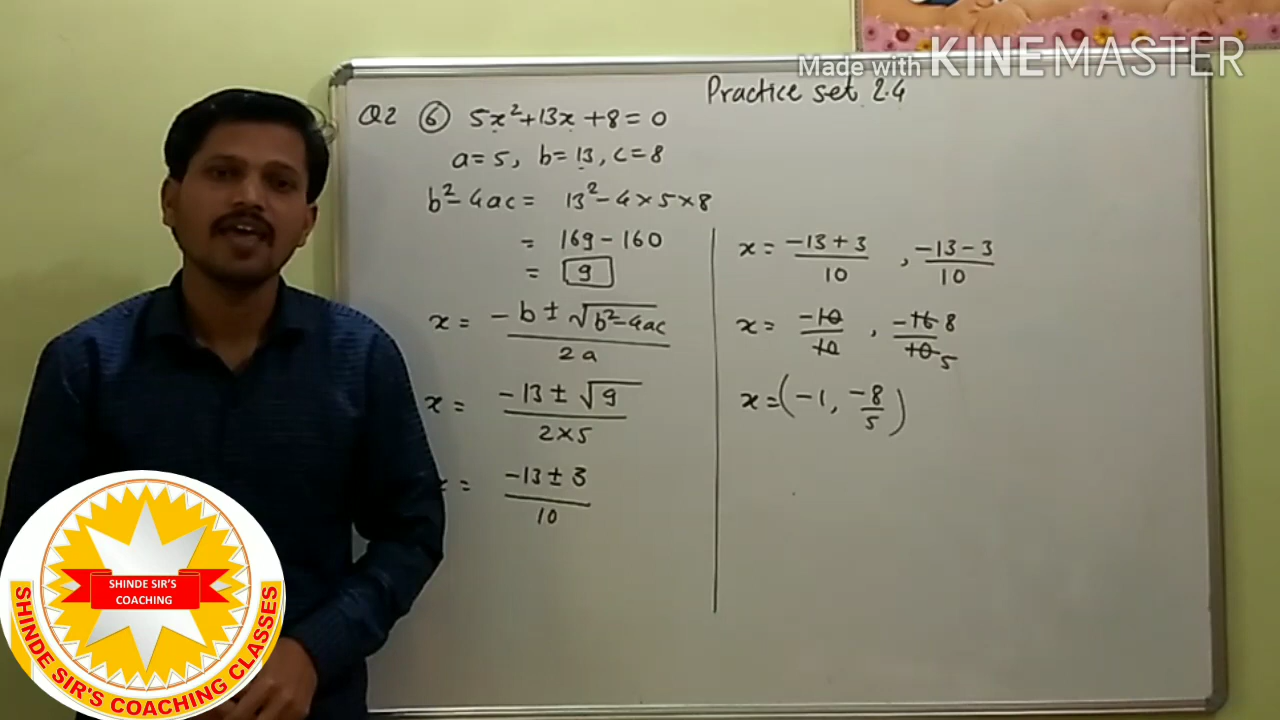 Made with KINEMASTER
Practice set 2.4
Q2 ⑥ 5x²+13x+8=0
a=5, b=13, c=8
b²-4ac= 13²-4×5×8
= 169-160
= 9
x= -b±√b²-4ac / 2a
x= -13±√9 / 2×5
= -13±3 / 10
x= -13+3 / 10 , -13-3 / 10
x= -10 / 10 , -16 8 / 10 5
x=(-1, -8/5)
SHINDE SIR'S
COACHING
SHINDE SIR'S COACHING CLASSES